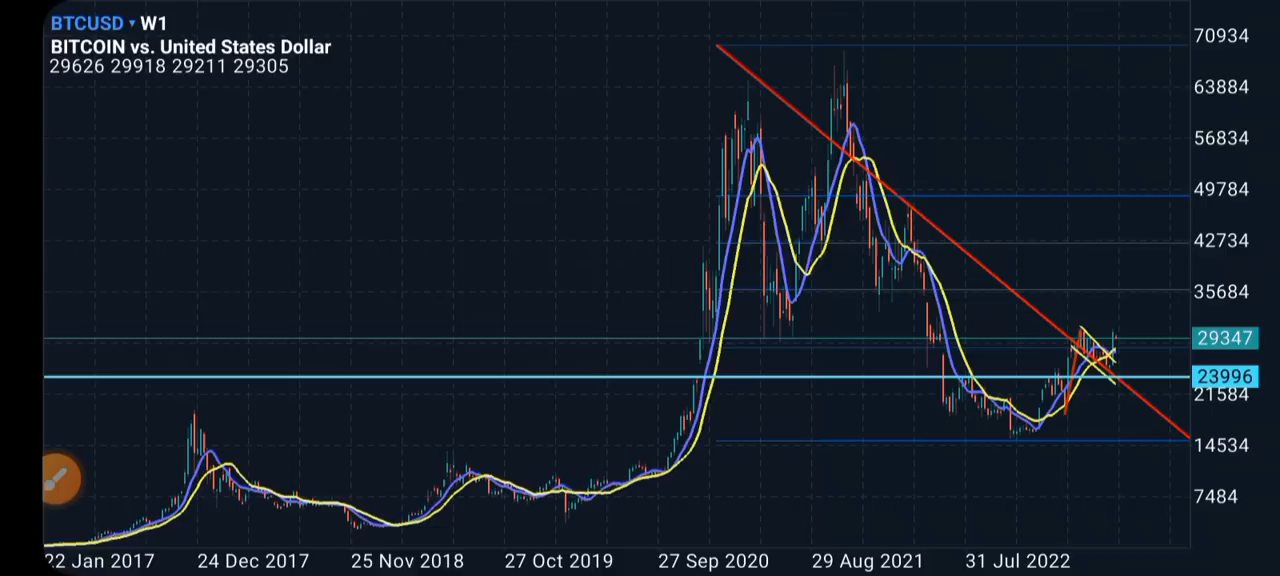 BTCUSD ▾ W1
BITCOIN vs. United States Dollar
29626 29918 29211 29305
70934
63884
56834
49784
42734
35684
29347
23996
21584
14534
7484
22 Jan 2017 24 Dec 2017 25 Nov 2018 27 Oct 2019 27 Sep 2020 29 Aug 2021 31 Jul 2022